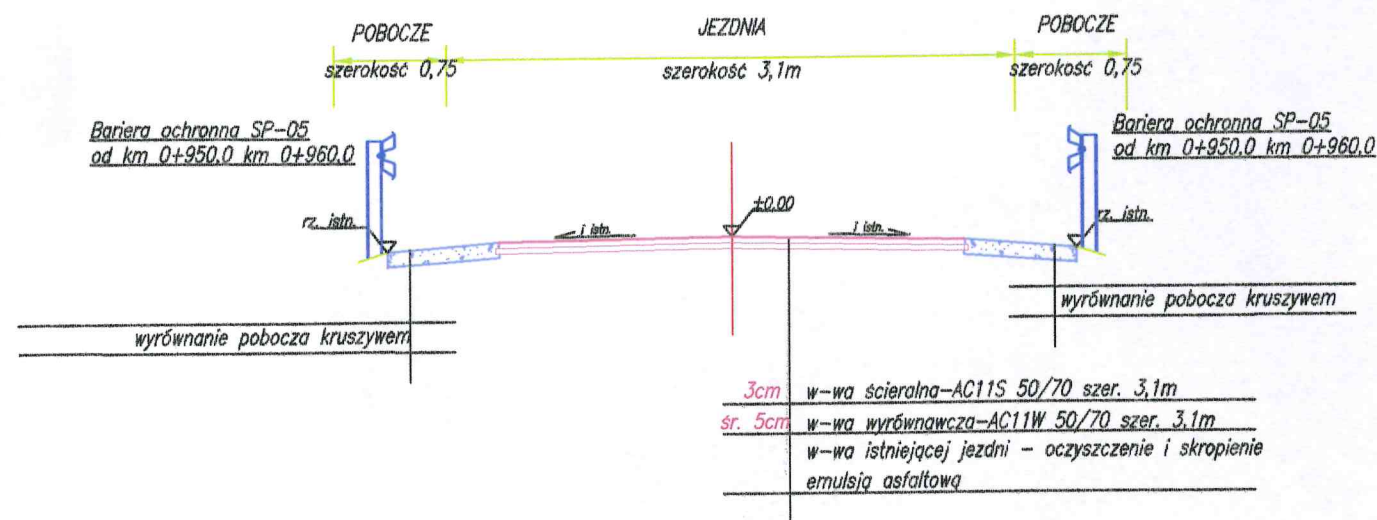 POBOCZE
JEZDNIA
POBOCZE
szerokość 0,75
szerokość 3,1m
szerokość 0,75
Bariera ochronna SP-05
od km 0+950,0 km 0+960,0
Bariera ochronna SP-05
od km 0+950,0 km 0+960,0
rz. istn.
i istn.
±0,00
i istn.
rz. istn.
wyrównanie pobocza kruszywem
wyrównanie pobocza kruszywem
3cm w-wa ścieralna-AC11S 50/70 szer. 3,1m
śr. 5cm w-wa wyrównawcza-AC11W 50/70 szer. 3,1m
w-wa istniejącej jezdni - oczyszczenie i skropienie
emulsją asfaltową